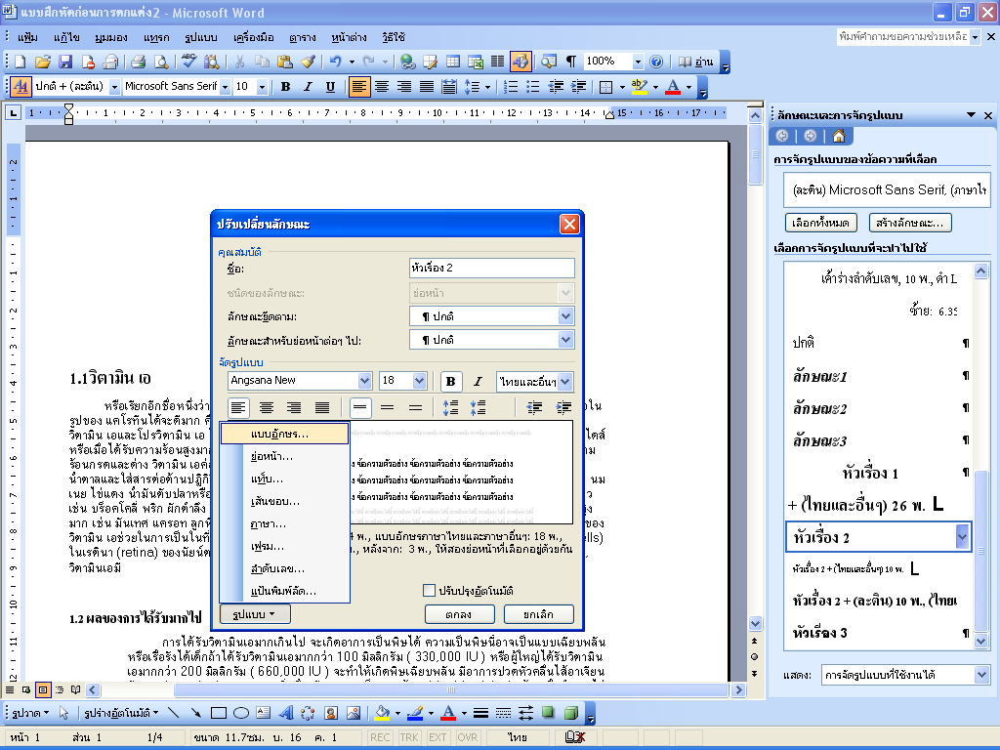 แบบฝึกหัดก่อนการตกแต่ง2 - Microsoft Word
แฟ้ม แก้ไข มุมมอง แทรก รูปแบบ เครื่องมือ ตาราง หน้าต่าง วิธีใช้
พิมพ์คำถามขอความช่วยเหลือ
100% อ่าน
ปกติ + (ละติน) Microsoft Sans Serif 10 B I U
ลักษณะและการจัดรูปแบบ
การจัดรูปแบบของข้อความที่เลือก
(ละติน) Microsoft Sans Serif, (ภาษาไท
เลือกทั้งหมด สร้างลักษณะ...
เลือกการจัดรูปแบบที่จะนำไปใช้
เค้าร่างลำดับเลข, 10 พ., ดำ L
ซ้าย: 6.35
ปกติ ¶
ลักษณะ1 ¶
ลักษณะ2 ¶
ลักษณะ3 ¶
หัวเรื่อง 1 ¶
+ (ไทยและอื่นๆ) 26 พ.
หัวเรื่อง 2
หัวเรื่อง 2 + (ไทยและอื่นๆ) 10 พ.
หัวเรื่อง 2 + (ละติน) 10 พ., (ไทย
หัวเรื่อง 3 ¶
แสดง: การจัดรูปแบบที่ใช้งานได้
ปรับเปลี่ยนลักษณะ
คุณสมบัติ
ชื่อ: หัวเรื่อง 2
ชนิดของลักษณะ: ย่อหน้า
ลักษณะยึดตาม: ¶ ปกติ
ลักษณะสำหรับย่อหน้าต่อๆ ไป: ¶ ปกติ
จัดรูปแบบ
Angsana New 18 B I ไทยและอื่นๆ
แบบอักษร...
ย่อหน้า...
แท็บ...
เส้นขอบ...
ภาษา...
เฟรม...
ลำดับเลข...
แป้นพิมพ์ลัด...
ข้อความตัวอย่าง ข้อความตัวอย่าง ข้อความตัวอย่าง
ข้อความตัวอย่าง ข้อความตัวอย่าง ข้อความตัวอย่าง
ข้อความตัวอย่าง ข้อความตัวอย่าง ข้อความตัวอย่าง
4 พ., แบบอักษรภาษาไทยและภาษาอื่นๆ: 18 พ.,
พ., หลังจาก: 3 พ., ให้สองย่อหน้าที่เลือกอยู่ด้วยกัน
ปรับปรุงอัตโนมัติ
รูปแบบ ตกลง ยกเลิก
1.1วิตามิน เอ
หรือเรียกอีกชื่อหนึ่งว่า
รูปของ แคโรทีนได้จะดีมาก
วิตามิน เอและโปรวิตามิน เอ
หรือเมื่อได้รับความร้อนสูงมาก
ร้อนกรดและด่าง วิตามิน เอค่อ
น้ำตาลและใส่สารต่อต้านปฏิกิ นม
เนย ไข่แดง น้ำมันตับปลาหรือ
เช่น บร็อคโคลี่ พริก ผักตำลึง
มาก เช่น มันเทศ แครอท ลูกพี
วิตามิน เอช่วยในการเป็นในที่ ells)
ในเรตินา (retina) ของนัยน์ต ของ
วิตามินเอมี
1.2 ผลของการได้รับมากไป
การได้รับวิตามินเอมากเกินไป จะเกิดอาการเป็นพิษได้ ความเป็นพิษนี้อาจเป็นแบบเฉียบพลัน
หรือเรื้อรังได้เด็กถ้าได้รับวิตามินเอมากกว่า 100 มิลลิกรัม ( 330,000 IU ) หรือผู้ใหญ่ได้รับวิตามิน
เอมากกว่า 200 มิลลิกรัม ( 660,000 IU ) จะทำให้เกิดพิษเฉียบพลัน มีอาการปวดหัวคลื่นไส้อาเจียน
รูปวาด รูปร่างอัตโนมัติ
หน้า 1 ส่วน 1 1/4 ขนาด 11.7ซม. บ. 16 ค. 1 REC TRK EXT OVR ไทย